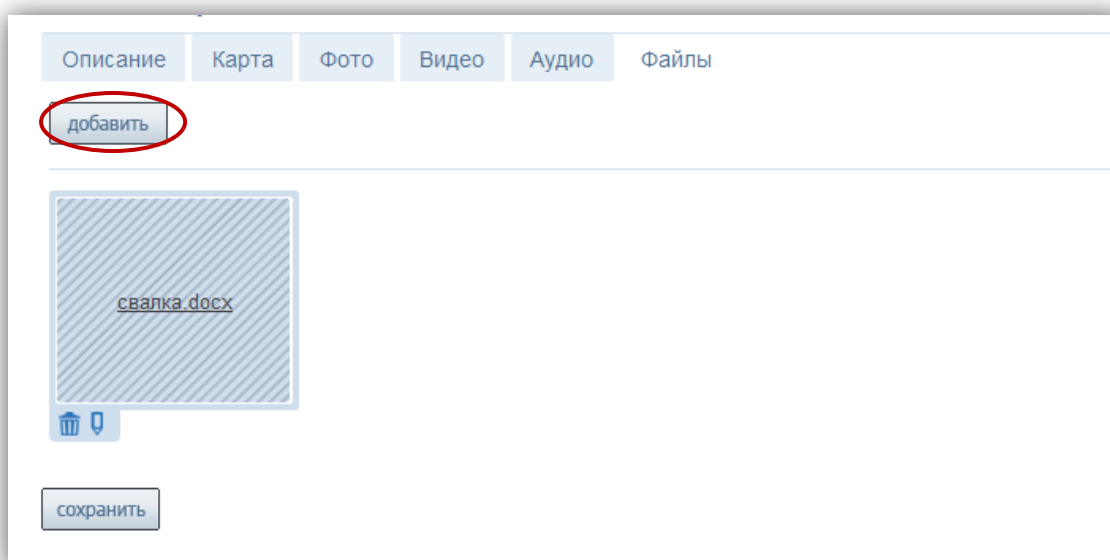 Описание Карта Фото Видео Аудио Файлы
добавить
свалка.docx
сохранить